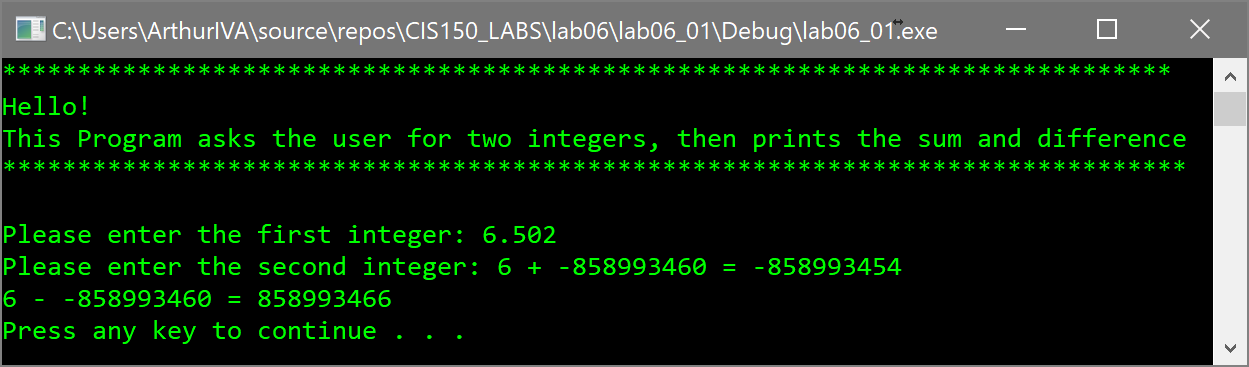 C:\Users\ArthurIVA\source\repos\CIS150_LABS\lab06\lab06_01\Debug\lab06_01.exe
******************************************************************************
Hello!
This Program asks the user for two integers, then prints the sum and difference
*******************************************************************************
Please enter the first integer: 6.502
Please enter the second integer: 6 + -858993460 = -858993454
6 - -858993460 = 858993466
Press any key to continue . . .